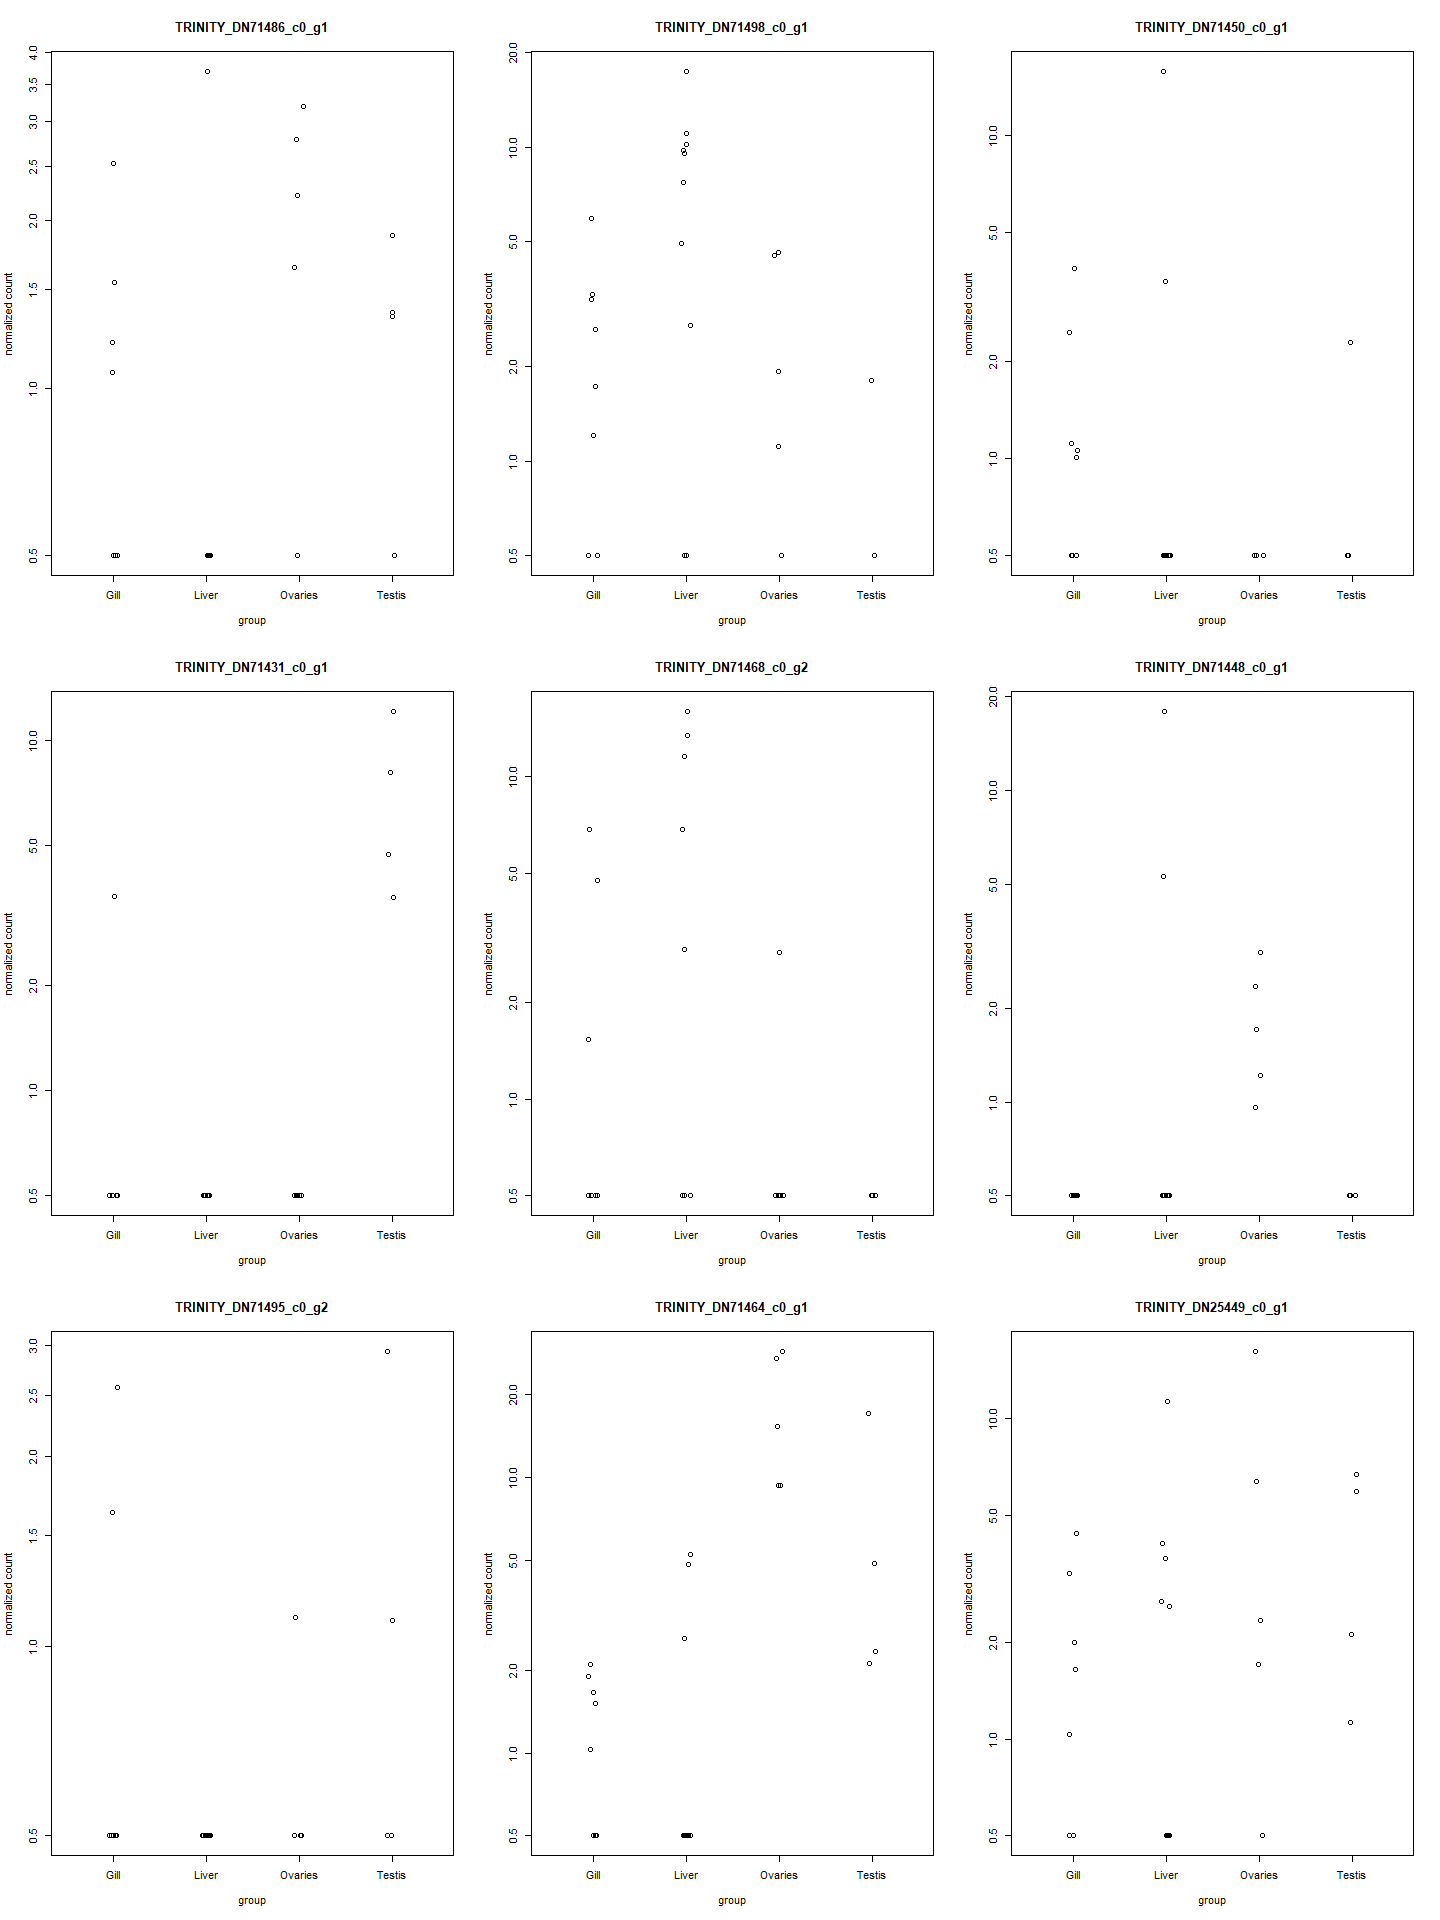 TRINITY_DN71486_c0_g1
normalized count
4.0
3.5
3.0
2.5
2.0
1.5
1.0
0.5
Gill Liver Ovaries Testis
group
TRINITY_DN71498_c0_g1
normalized count
20.0
10.0
5.0
2.0
1.0
0.5
Gill Liver Ovaries Testis
group
TRINITY_DN71450_c0_g1
normalized count
10.0
5.0
2.0
1.0
0.5
Gill Liver Ovaries Testis
group
TRINITY_DN71431_c0_g1
normalized count
10.0
5.0
2.0
1.0
0.5
Gill Liver Ovaries Testis
group
TRINITY_DN71468_c0_g2
normalized count
10.0
5.0
2.0
1.0
0.5
Gill Liver Ovaries Testis
group
TRINITY_DN71448_c0_g1
normalized count
20.0
10.0
5.0
2.0
1.0
0.5
Gill Liver Ovaries Testis
group
TRINITY_DN71495_c0_g2
normalized count
3.0
2.5
2.0
1.5
1.0
0.5
Gill Liver Ovaries Testis
group
TRINITY_DN71464_c0_g1
normalized count
20.0
10.0
5.0
2.0
1.0
0.5
Gill Liver Ovaries Testis
group
TRINITY_DN25449_c0_g1
normalized count
10.0
5.0
2.0
1.0
0.5
Gill Liver Ovaries Testis
group